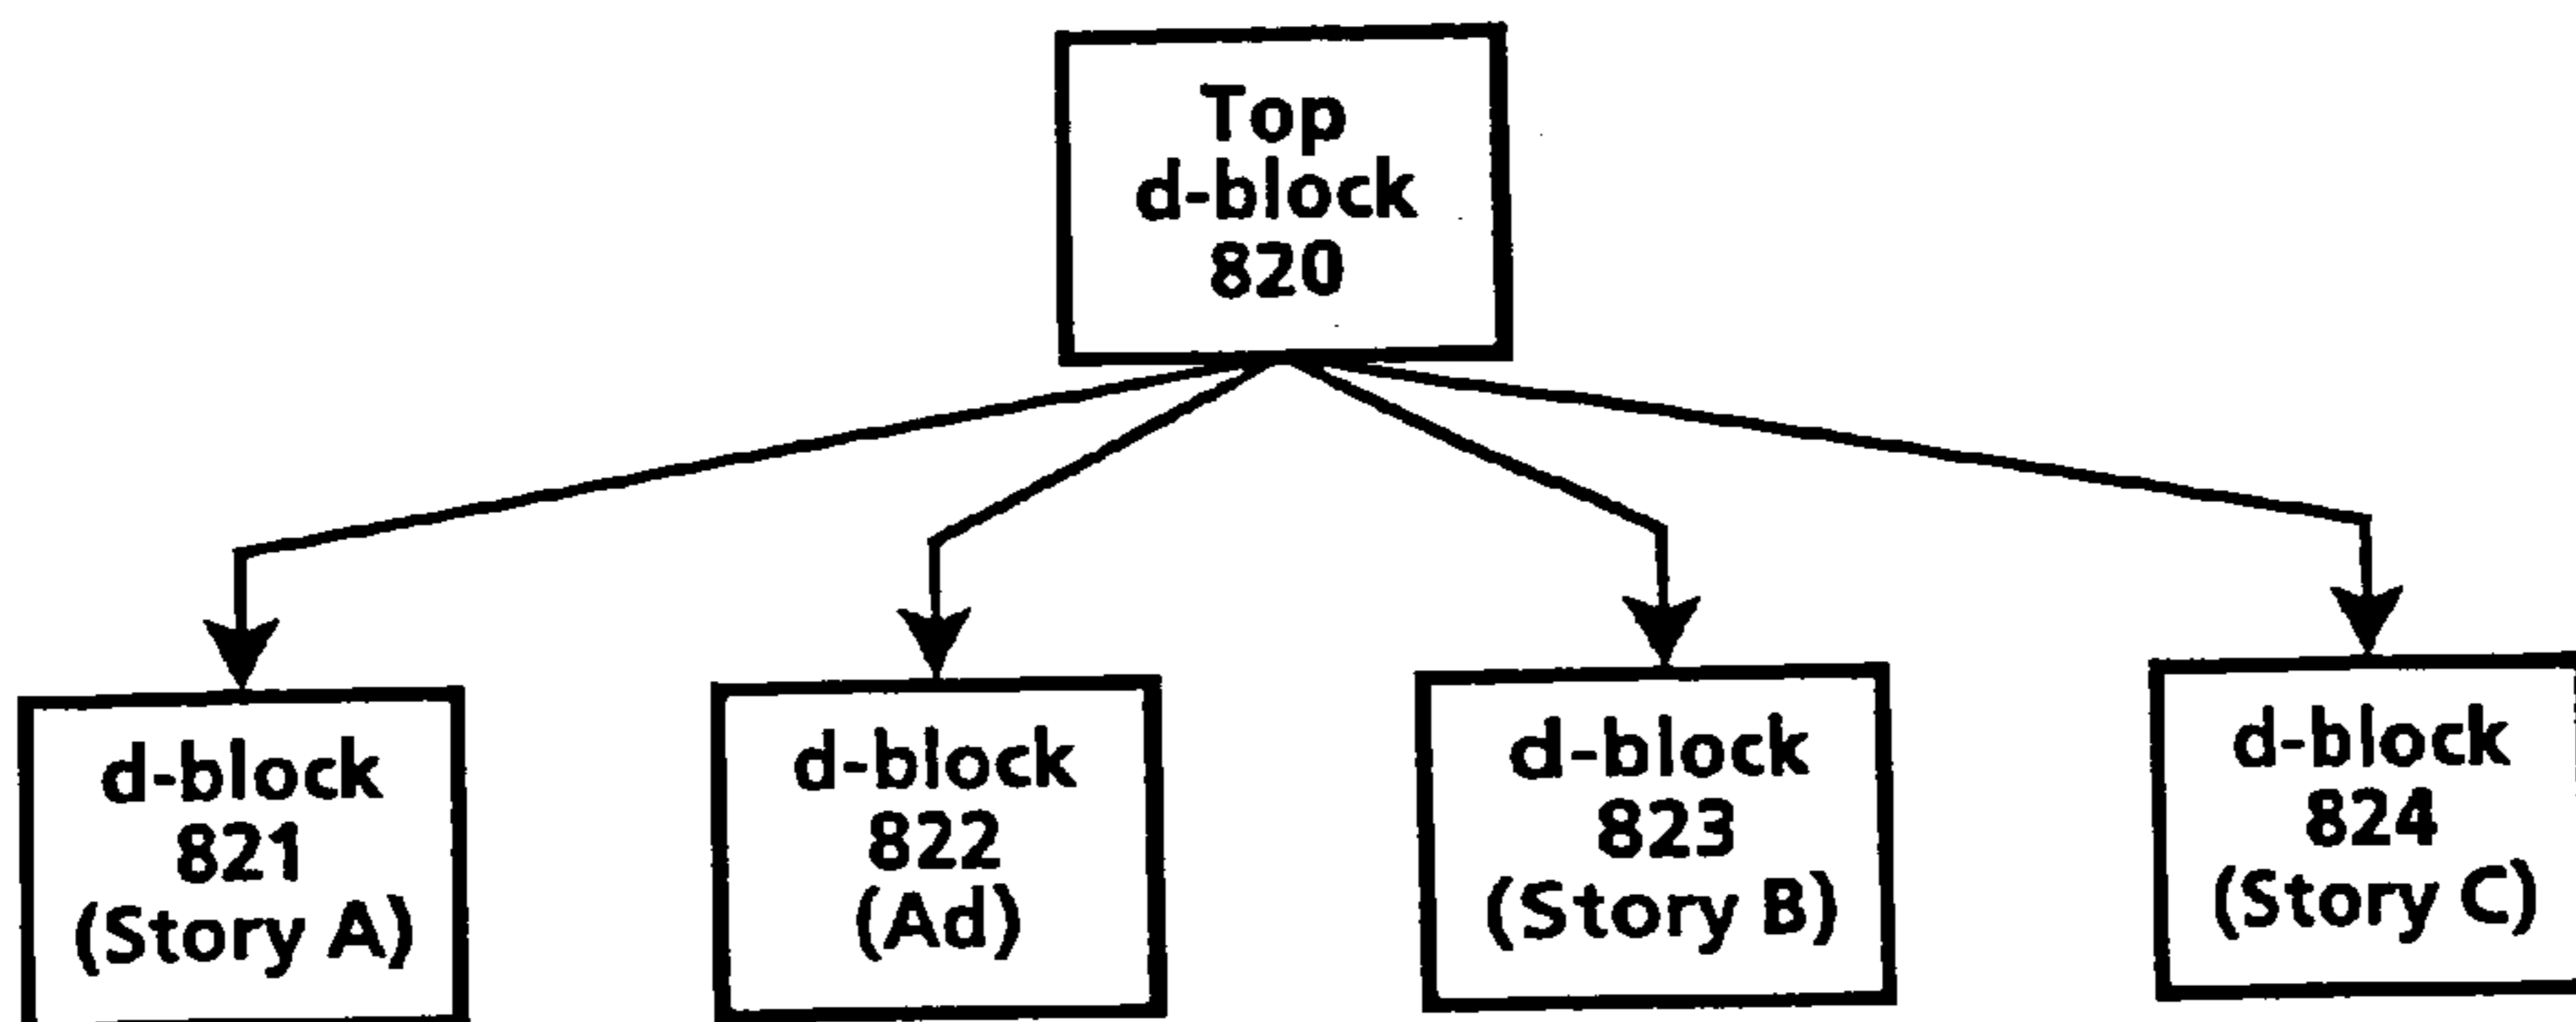 Top
d-block
820
d-block
821
(Story A)
d-block
822
(Ad)
d-block
823
(Story B)
d-block
824
(Story C)